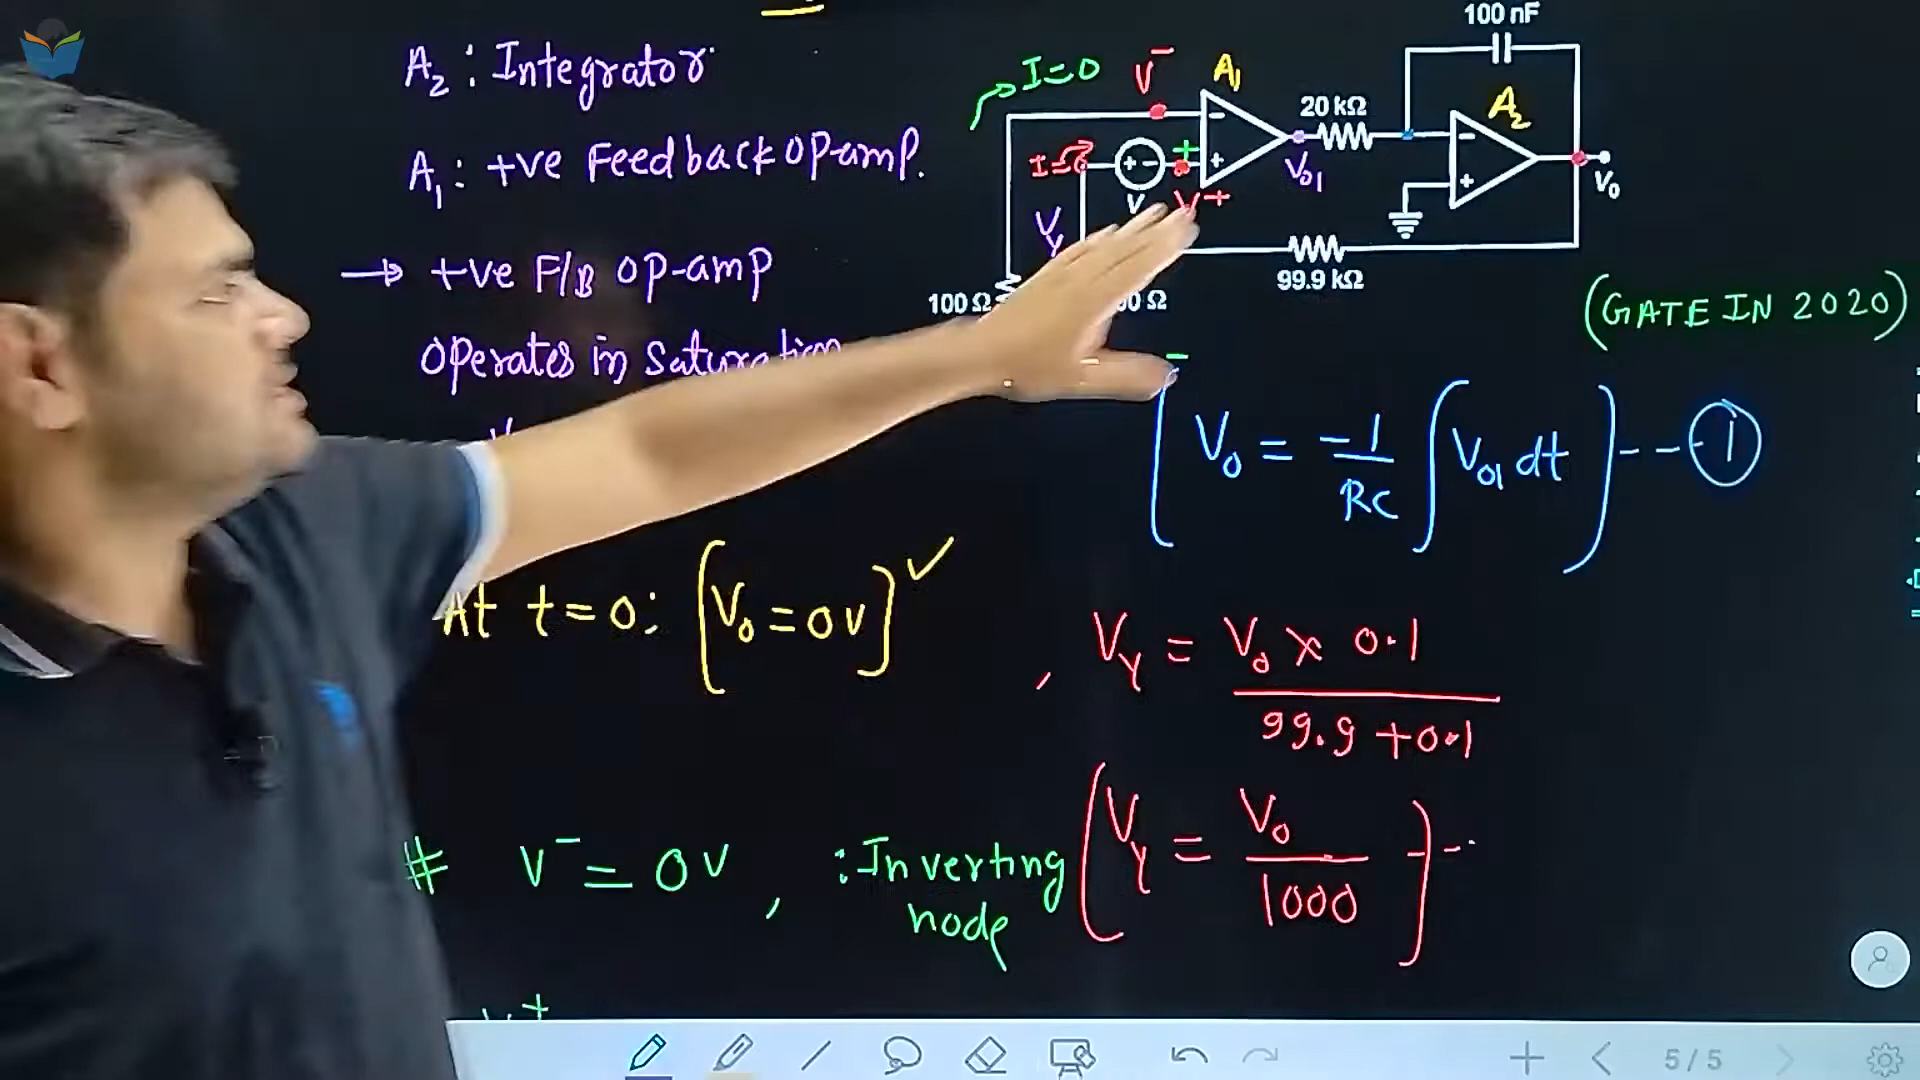 A2 : Integrator
A1 : +ve Feedback Op-amp.
→ +ve F/B Op-amp
Operates in Saturation
At t=0: [V0 = 0V] ✓
# V⁻ = 0V, : Inverting node
I=0
V⁻
A1
100 nF
20 kΩ
A2
+
V01
V⁺
Vy
V0
99.9 kΩ
100 Ω
(GATE IN 2020)
[V0 = -1/RC ∫ V01 dt] --- ①
, Vy = V0 × 0.1 / 99.9 + 0.1
[Vy = V0 / 1000] --
5 / 5